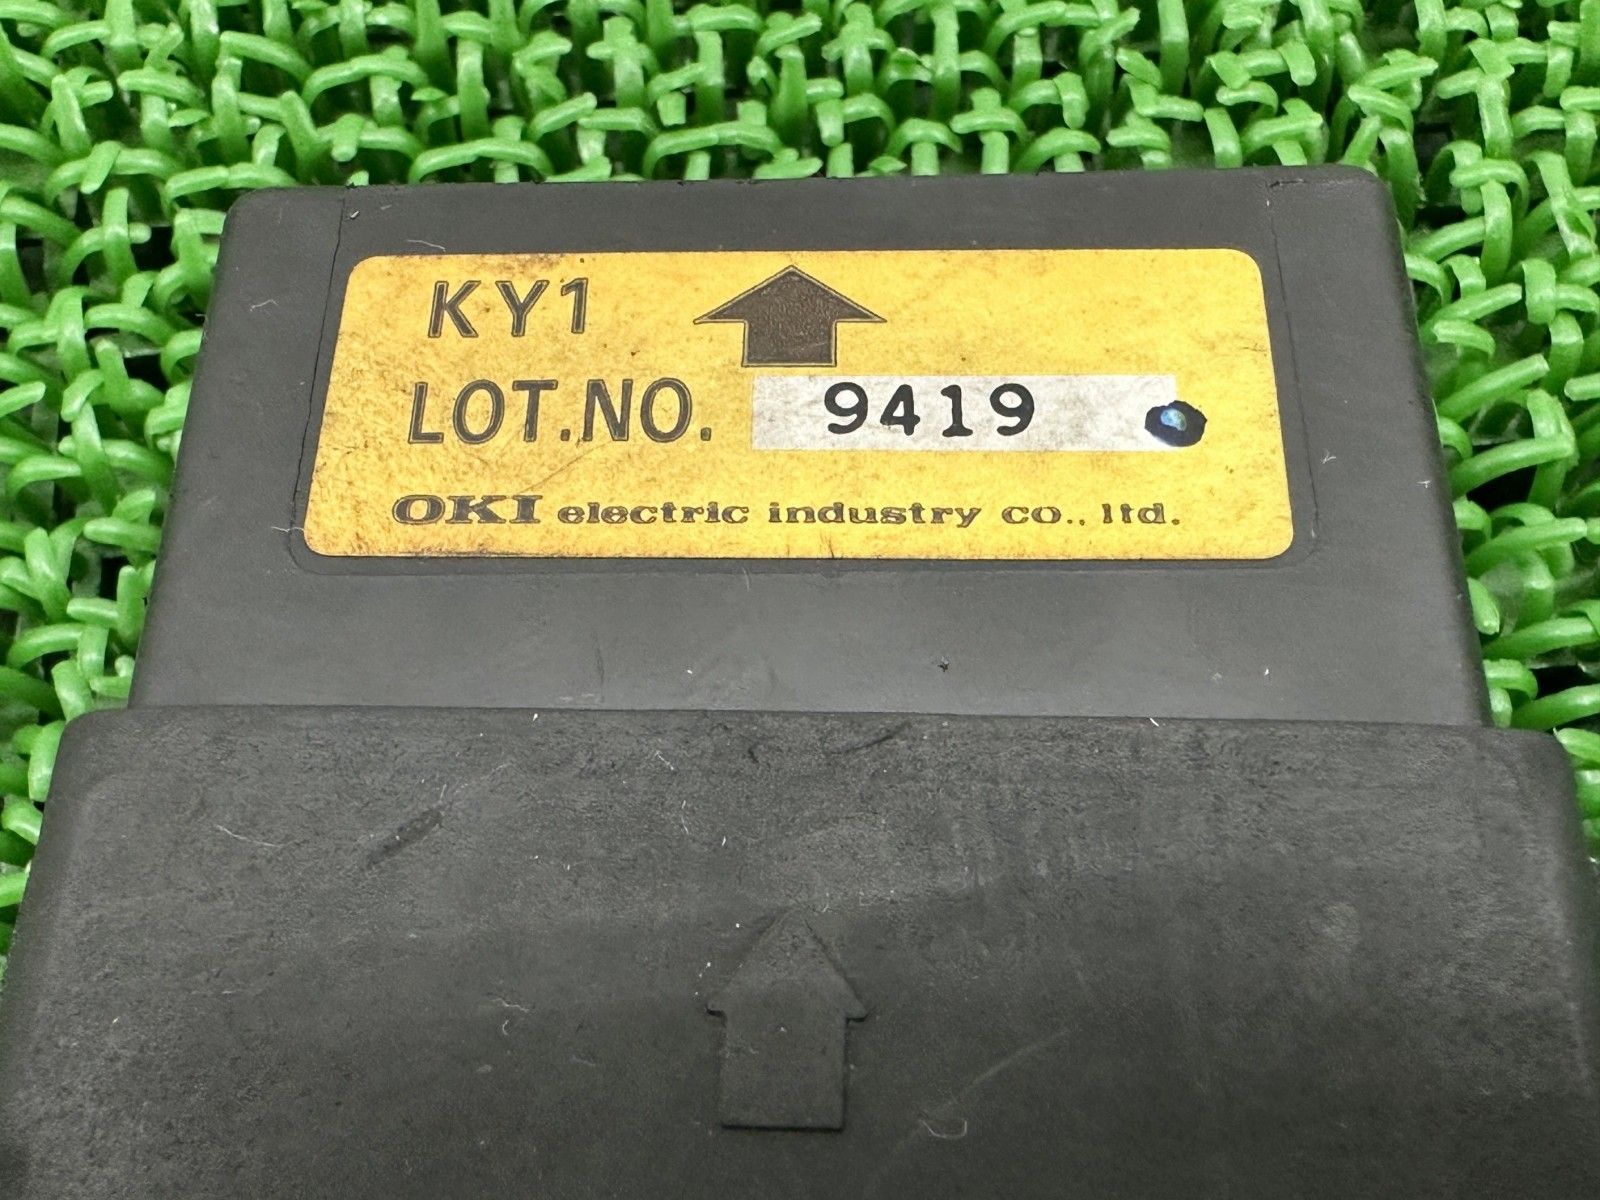 KY1
LOT.NO. 9419
OKI electric industry co., ltd.